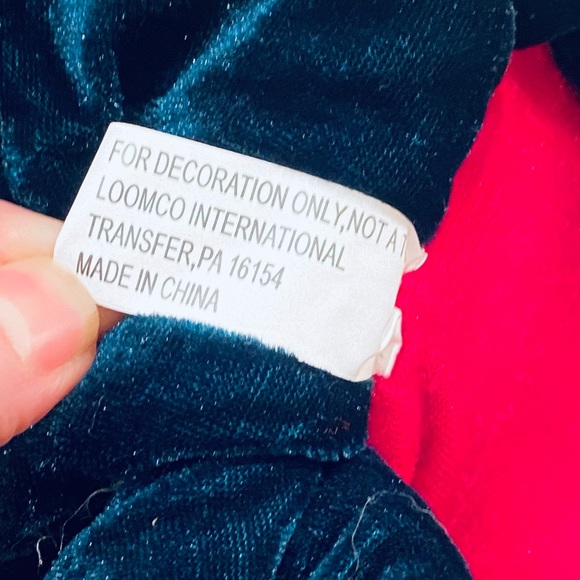 FOR DECORATION ONLY,NOT A
LOOMCO INTERNATIONAL
TRANSFER,PA 16154
MADE IN CHINA